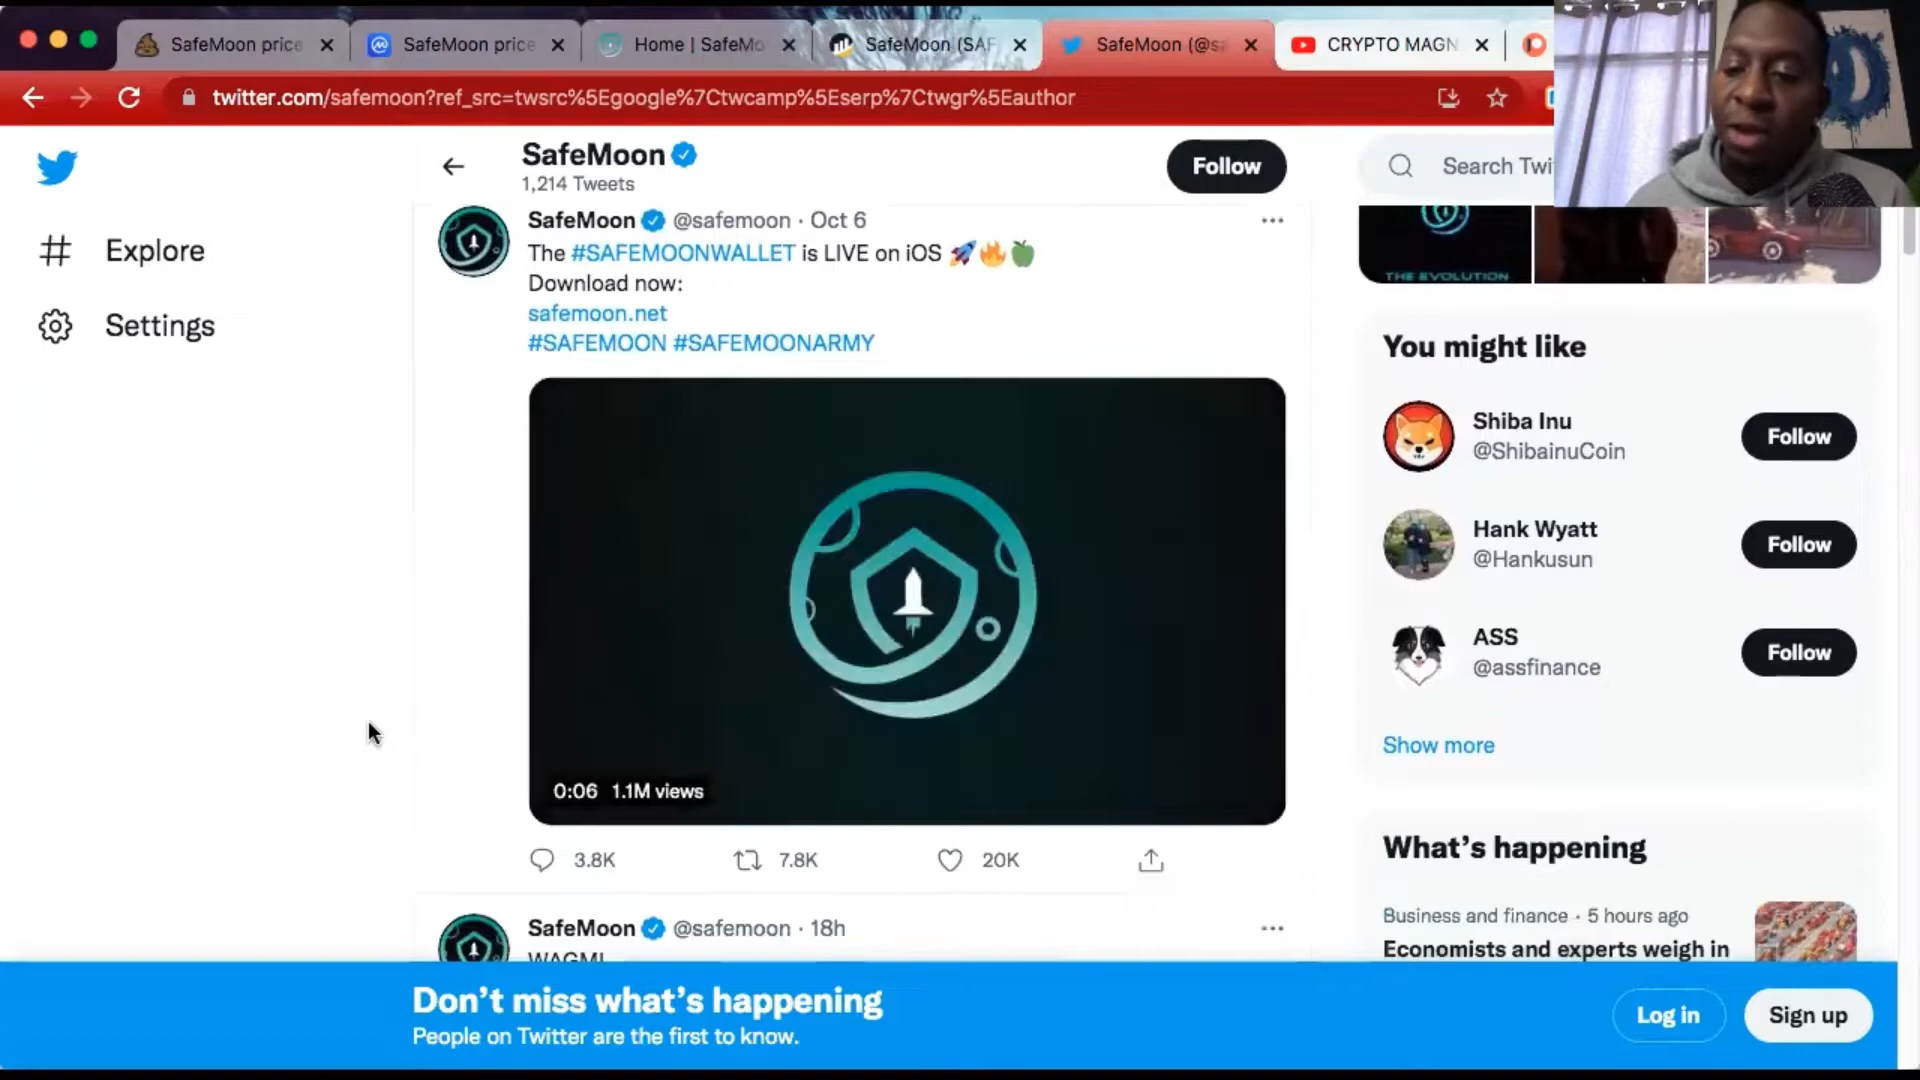 SafeMoon price
SafeMoon price
Home | SafeMo
SafeMoon (SAF
SafeMoon (@sa
CRYPTO MAGN
twitter.com/safemoon?ref_src=twsrc%5Egoogle%7Ctwcamp%5Eserp%7Ctwgr%5Eauthor
Explore
Settings
SafeMoon
1,214 Tweets
Follow
Search Twi
SafeMoon @safemoon · Oct 6
The #SAFEMOONWALLET is LIVE on iOS 🚀🔥🍏
Download now:
safemoon.net
#SAFEMOON #SAFEMOONARMY
0:06 1.1M views
3.8K
7.8K
20K
SafeMoon @safemoon · 18h
WAGMI
THE EVOLUTION
You might like
Shiba Inu
@ShibainuCoin
Follow
Hank Wyatt
@Hankusun
Follow
ASS
@assfinance
Follow
Show more
What's happening
Business and finance · 5 hours ago
Economists and experts weigh in
Don't miss what's happening
People on Twitter are the first to know.
Log in
Sign up